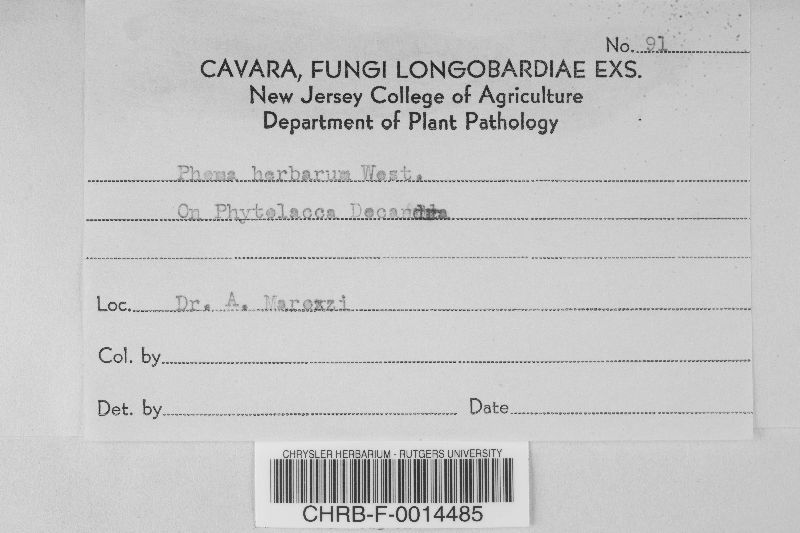 No. 91
CAVARA, FUNGI LONGOBARDIAE EXS.
New Jersey College of Agriculture
Department of Plant Pathology
Phoma herbarum West.
On Phytolacca Decandra
Loc. Dr. A. Marozzi
Col. by
Det. by Date
CHRYSLER HERBARIUM - RUTGERS UNIVERSITY
CHRB-F-0014485